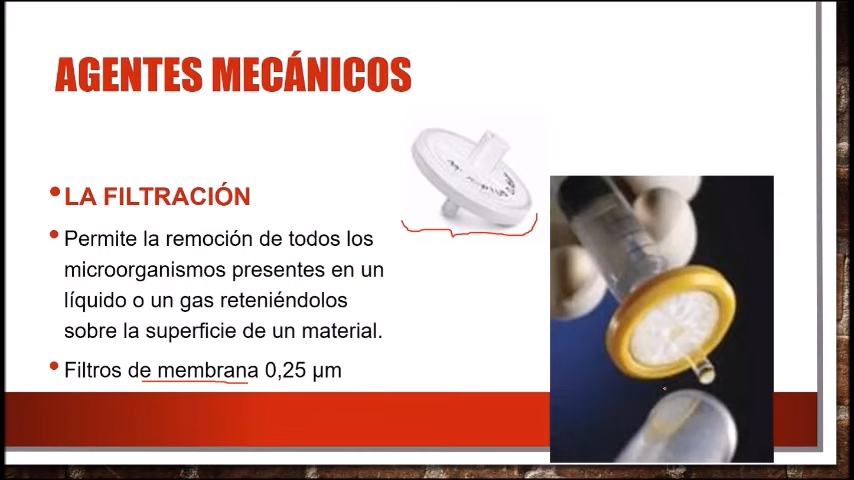 AGENTES MECÁNICOS
•LA FILTRACIÓN
•Permite la remoción de todos los
microorganismos presentes en un
líquido o un gas reteniéndolos
sobre la superficie de un material.
•Filtros de membrana 0,25 µm